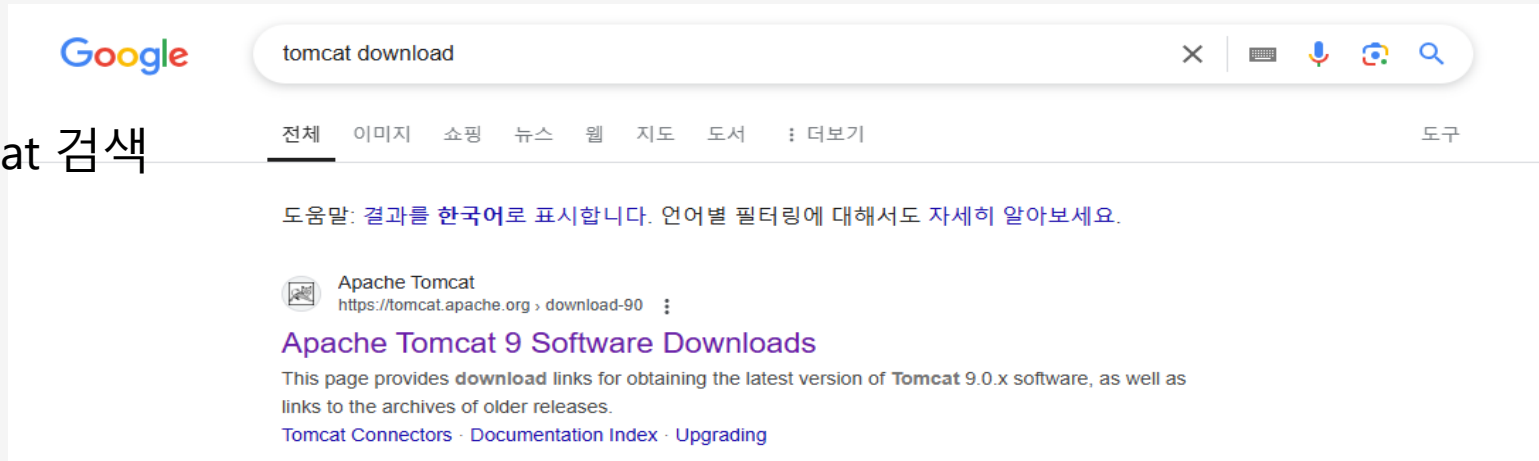 Google
tomcat download
at 검색
전체 이미지 쇼핑 뉴스 웹 지도 도서 더보기 도구
도움말: 결과를 한국어로 표시합니다. 언어별 필터링에 대해서도 자세히 알아보세요.
Apache Tomcat
https://tomcat.apache.org › download-90
Apache Tomcat 9 Software Downloads
This page provides download links for obtaining the latest version of Tomcat 9.0.x software, as well as
links to the archives of older releases.
Tomcat Connectors · Documentation Index · Upgrading